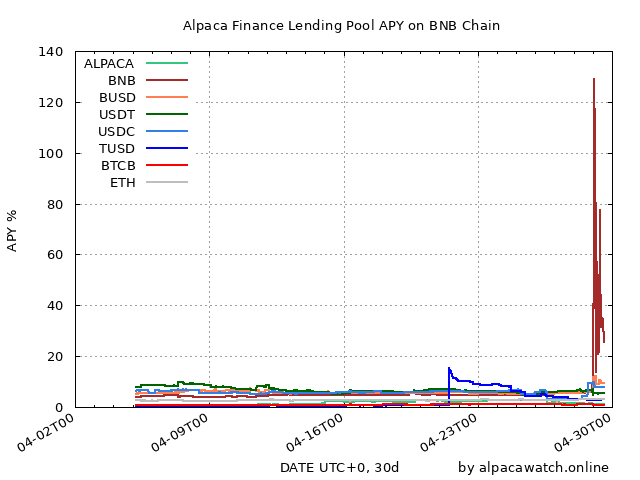 Alpaca Finance Lending Pool APY on BNB Chain
140
120
100
80
60
40
20
0
APY %
ALPACA
BNB
BUSD
USDT
USDC
TUSD
BTCB
ETH
04-02T00
04-09T00
04-16T00
04-23T00
04-30T00
DATE UTC+0, 30d
by alpacawatch.online